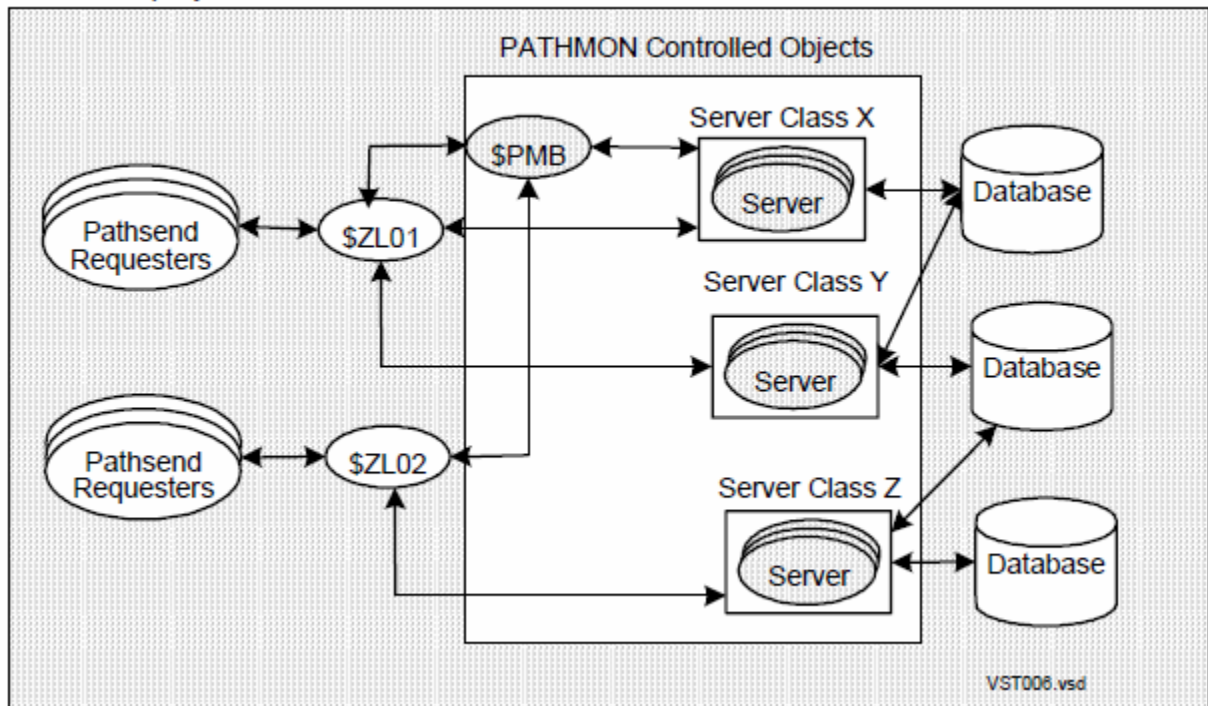 PATHMON Controlled Objects
Server Class X
$PMB
Server
Database
Pathsend
Requesters
$ZL01
Server Class Y
Server
Database
Pathsend
Requesters
$ZL02
Server Class Z
Server
Database
VST006.vsd